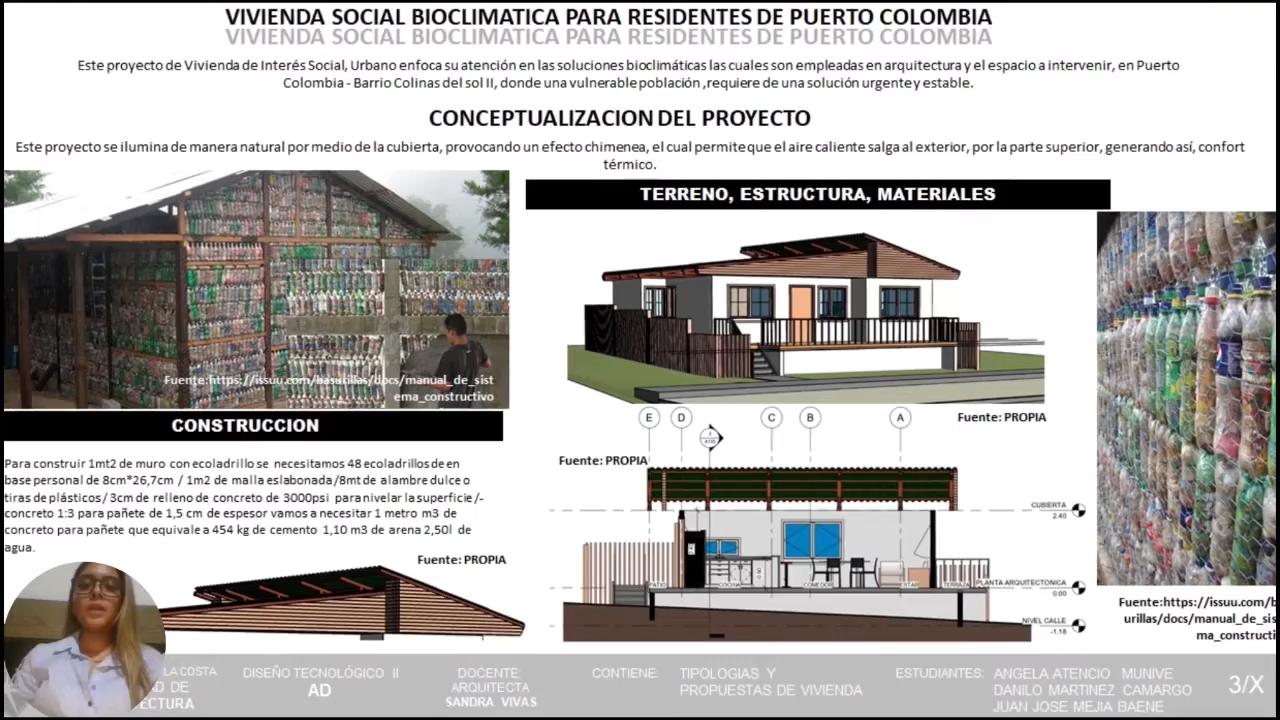 VIVIENDA SOCIAL BIOCLIMATICA PARA RESIDENTES DE PUERTO COLOMBIA
VIVIENDA SOCIAL BIOCLIMATICA PARA RESIDENTES DE PUERTO COLOMBIA
Este proyecto de Vivienda de Interés Social, Urbano enfoca su atención en las soluciones bioclimáticas las cuales son empleadas en arquitectura y el espacio a intervenir, en Puerto
Colombia - Barrio Colinas del sol II, donde una vulnerable población ,requiere de una solución urgente y estable.
CONCEPTUALIZACION DEL PROYECTO
Este proyecto se ilumina de manera natural por medio de la cubierta, provocando un efecto chimenea, el cual permite que el aire caliente salga al exterior, por la parte superior, generando así, confort
térmico.
TERRENO, ESTRUCTURA, MATERIALES
Fuente:https://issuu.com/basutillas/docs/manual_de_sist
ema_constructivo
CONSTRUCCION
Para construir 1mt2 de muro con ecoladrillo se necesitamos 48 ecoladrillos de en
base personal de 8cm*26,7cm / 1m2 de malla eslabonada /8mt de alambre dulce o
tiras de plásticos / 3cm de relleno de concreto de 3000psi para nivelar la superficie /-
concreto 1:3 para pañete de 1,5 cm de espesor vamos a necesitar 1 metro m3 de
concreto para pañete que equivale a 454 kg de cemento 1,10 m3 de arena 2,50l de
agua.
Fuente: PROPIA
E D C B A
Fuente: PROPIA
Fuente: PROPIA
CUBIERTA
2.40
PATIO COCINA COMEDOR ESTAR TERRAZA
PLANTA ARQUITECTONICA
0.00
NIVEL CALLE
-1.18
Fuente:https://issuu.com/b
urillas/docs/manual_de_sis
ma_constructi
LA COSTA
AD DE
ECTURA
DISEÑO TECNOLÓGICO II
AD
DOCENTE:
ARQUITECTA
SANDRA VIVAS
CONTIENE:
TIPOLOGIAS Y
PROPUESTAS DE VIVIENDA
ESTUDIANTES:
ANGELA ATENCIO MUNIVE
DANILO MARTINEZ CAMARGO
JUAN JOSE MEJIA BAENE
3/X